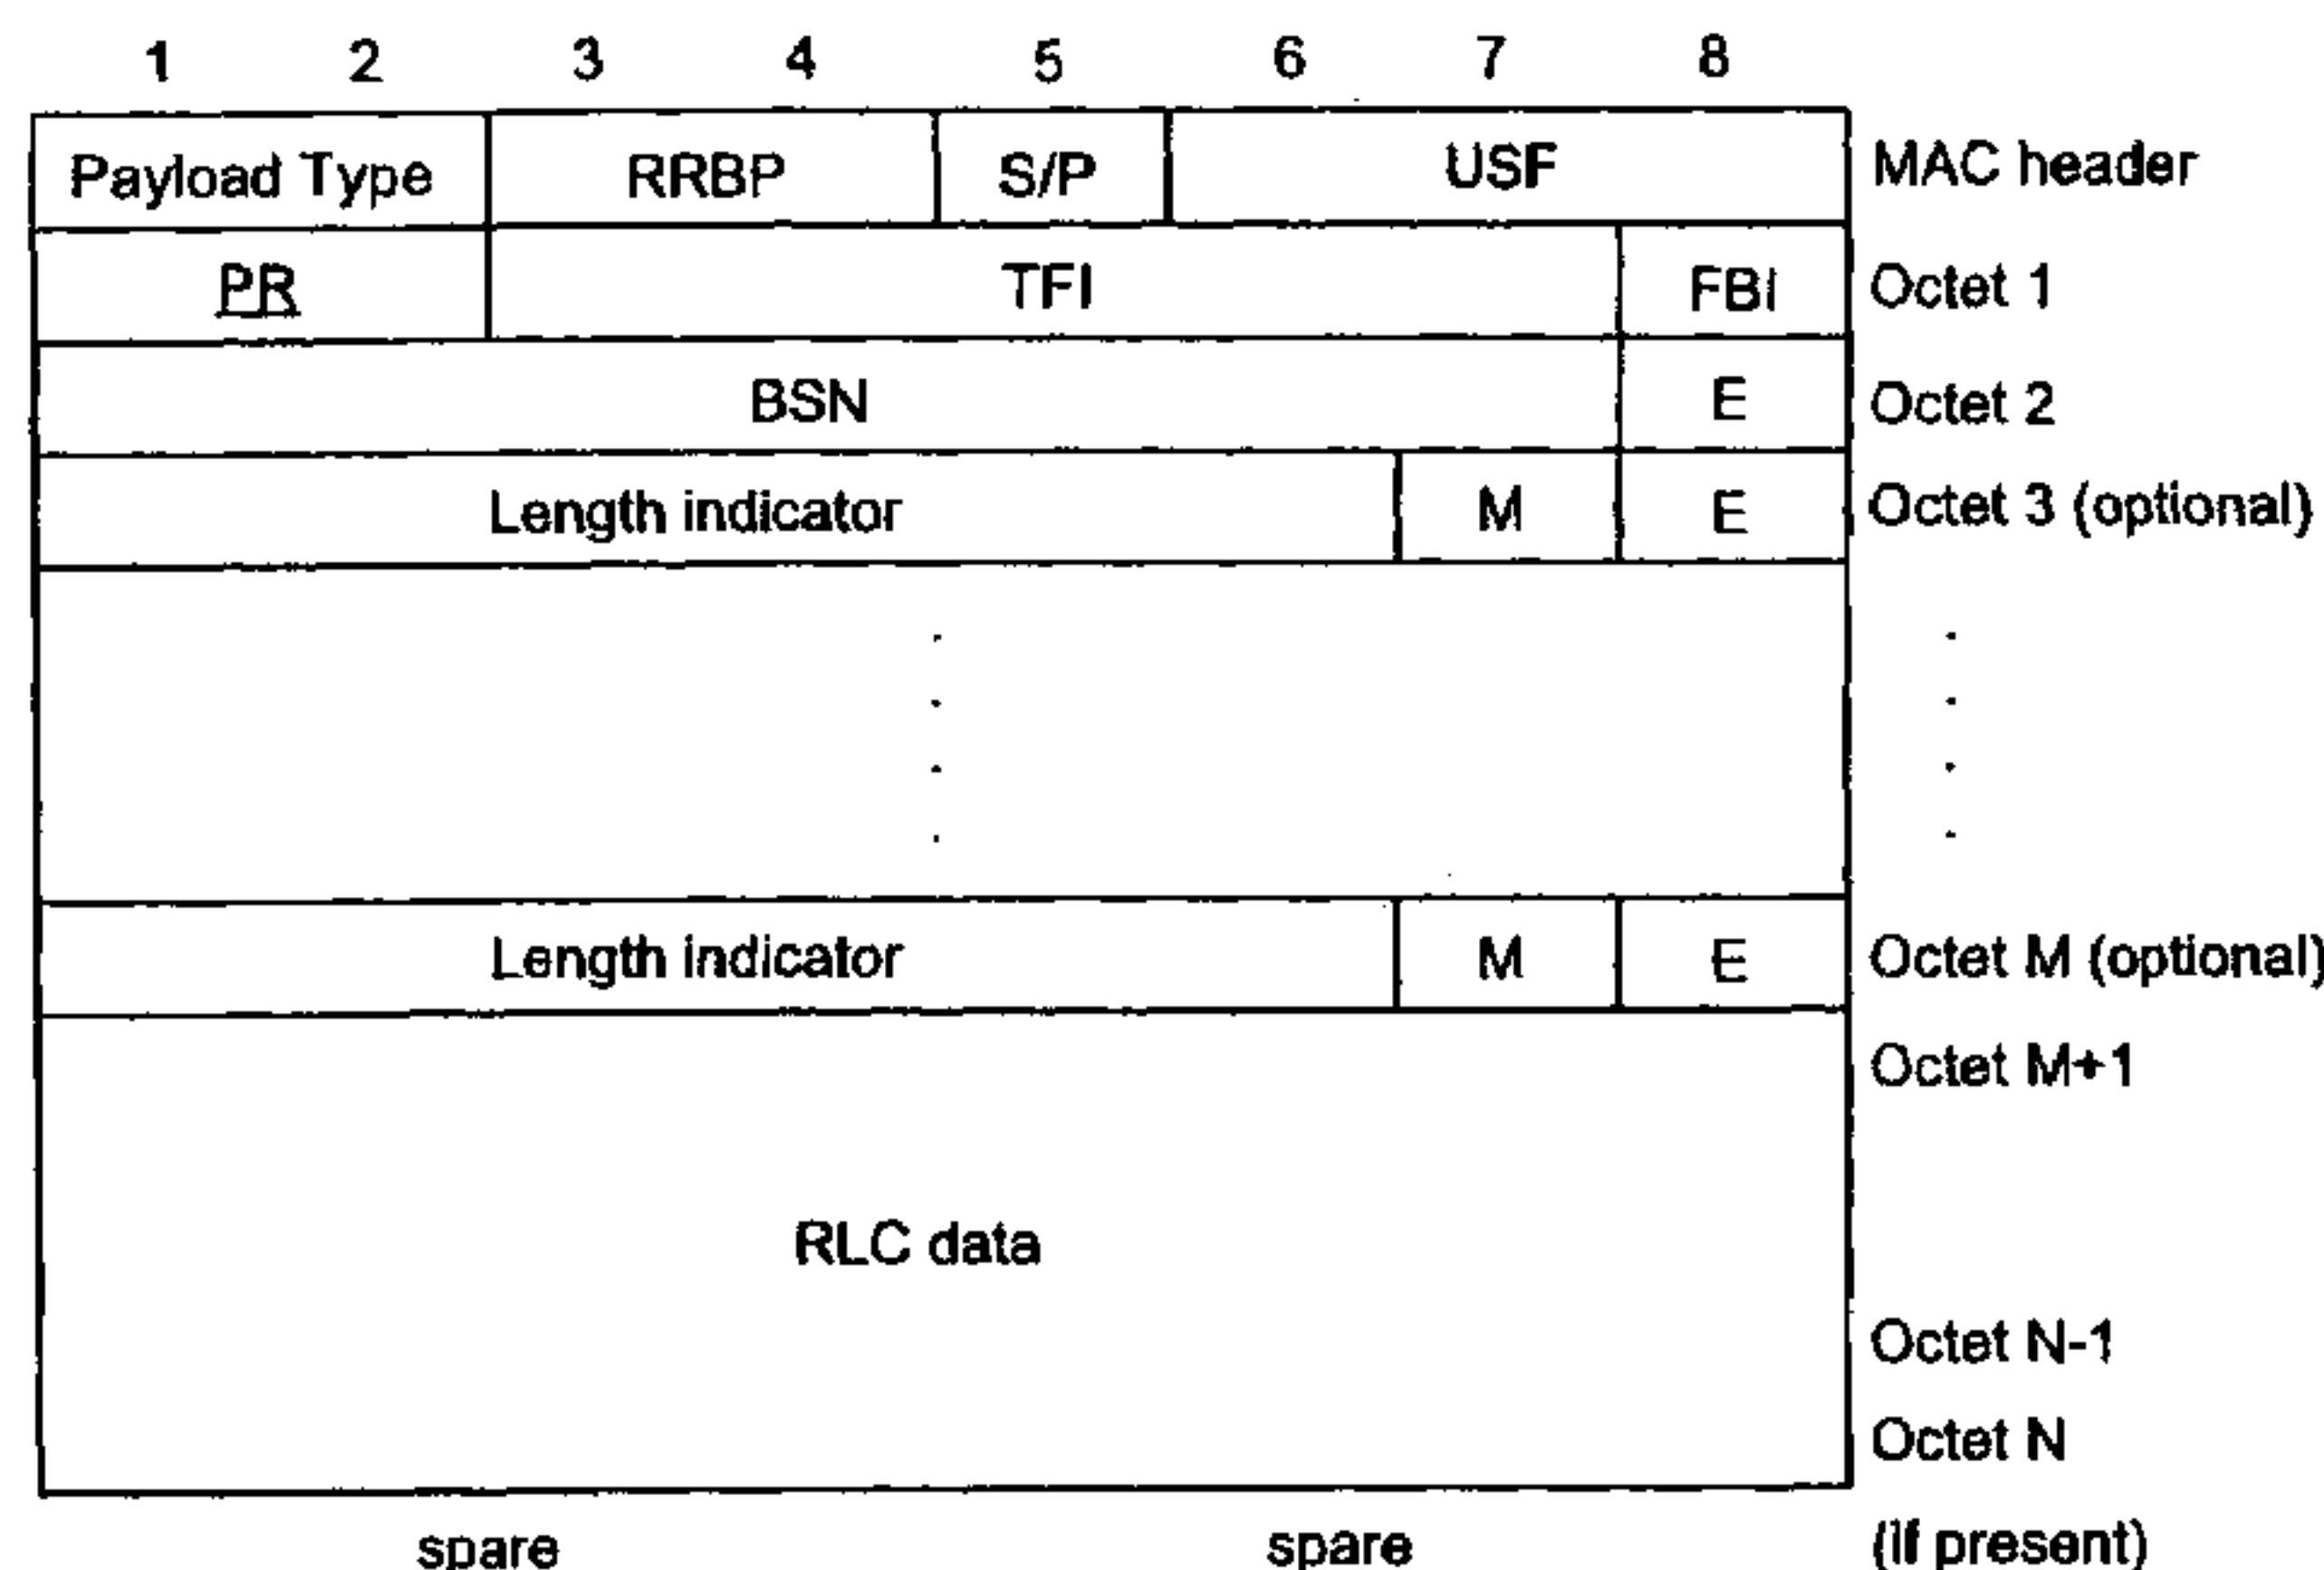 1 2 3 4 5 6 7 8
Payload Type RRBP S/P USF MAC header
PR TFI FBI Octet 1
BSN E Octet 2
Length indicator M E Octet 3 (optional)
Length indicator M E Octet M (optional)
Octet M+1
RLC data
Octet N-1
Octet N
spare spare (if present)